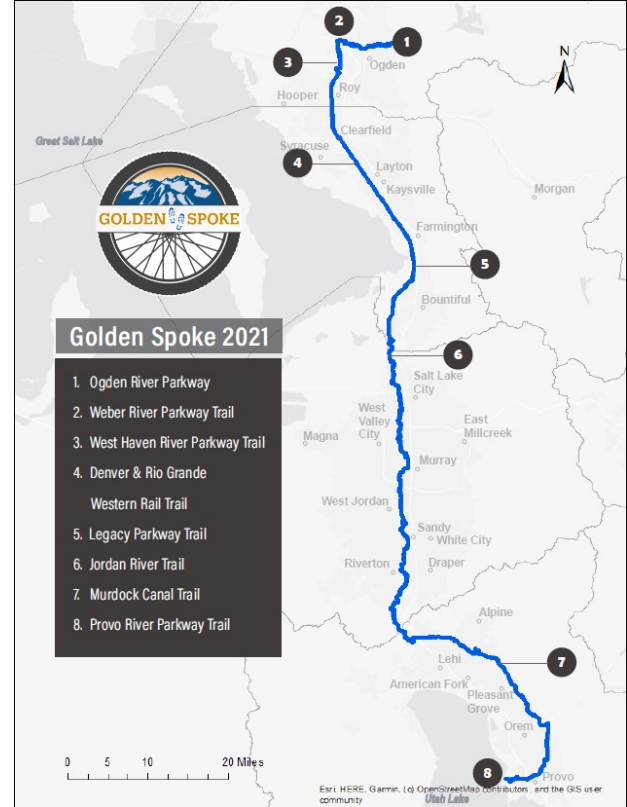 2
1
N
3
Ogden
Hooper
Roy
Great Salt Lake
Clearfield
Syracuse
4
Layton
Kaysville
Morgan
GOLDEN SPOKE
Farmington
5
Bountiful
Golden Spoke 2021
6
1. Ogden River Parkway
2. Weber River Parkway Trail
3. West Haven River Parkway Trail
4. Denver & Rio Grande
Western Rail Trail
5. Legacy Parkway Trail
6. Jordan River Trail
7. Murdock Canal Trail
8. Provo River Parkway Trail
Salt Lake
City
West
Valley
City
East
Millcreek
Magna
Murray
West Jordan
Sandy
White City
Riverton
Draper
Alpine
Lehi
7
American Fork
Pleasant
Grove
Orem
8
Provo
0 5 10 20 Miles
Esri, HERE, Garmin, (c) OpenStreetMap contributors, and the GIS user
community
Utah Lake